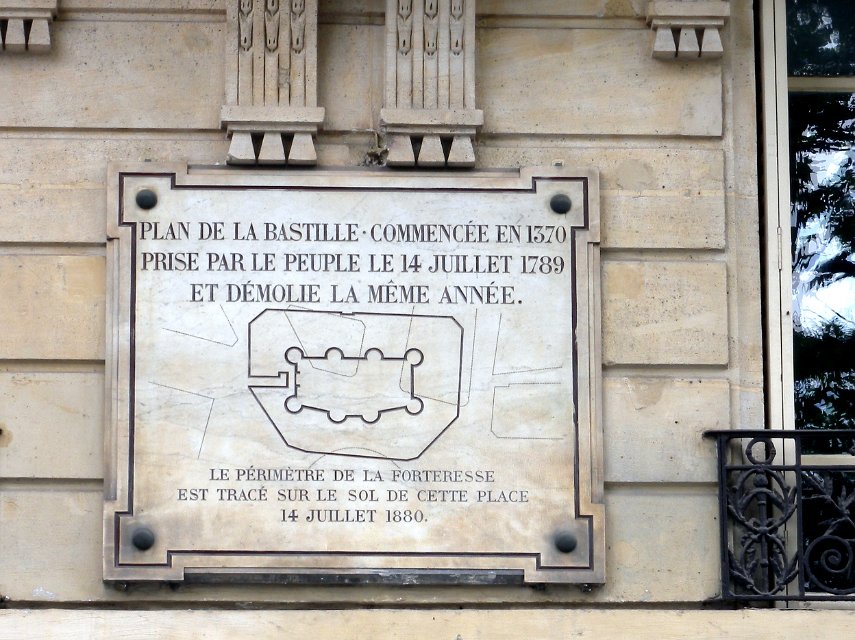 PLAN DE LA BASTILLE · COMMENCÉE EN 1370
PRISE PAR LE PEUPLE LE 14 JUILLET 1789
ET DÉMOLIE LA MÊME ANNÉE.
LE PÉRIMÈTRE DE LA FORTERESSE
EST TRACÉ SUR LE SOL DE CETTE PLACE
14 JUILLET 1880.